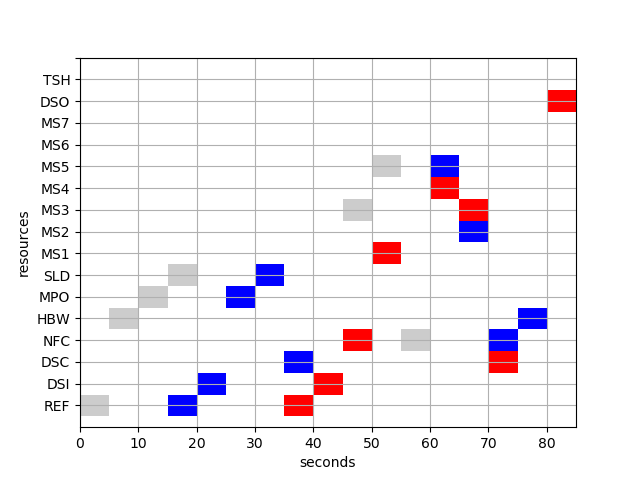 TSH
DSO
MS7
MS6
MS5
MS4
MS3
MS2
MS1
SLD
MPO
HBW
NFC
DSC
DSI
REF
resources
0 10 20 30 40 50 60 70 80
seconds